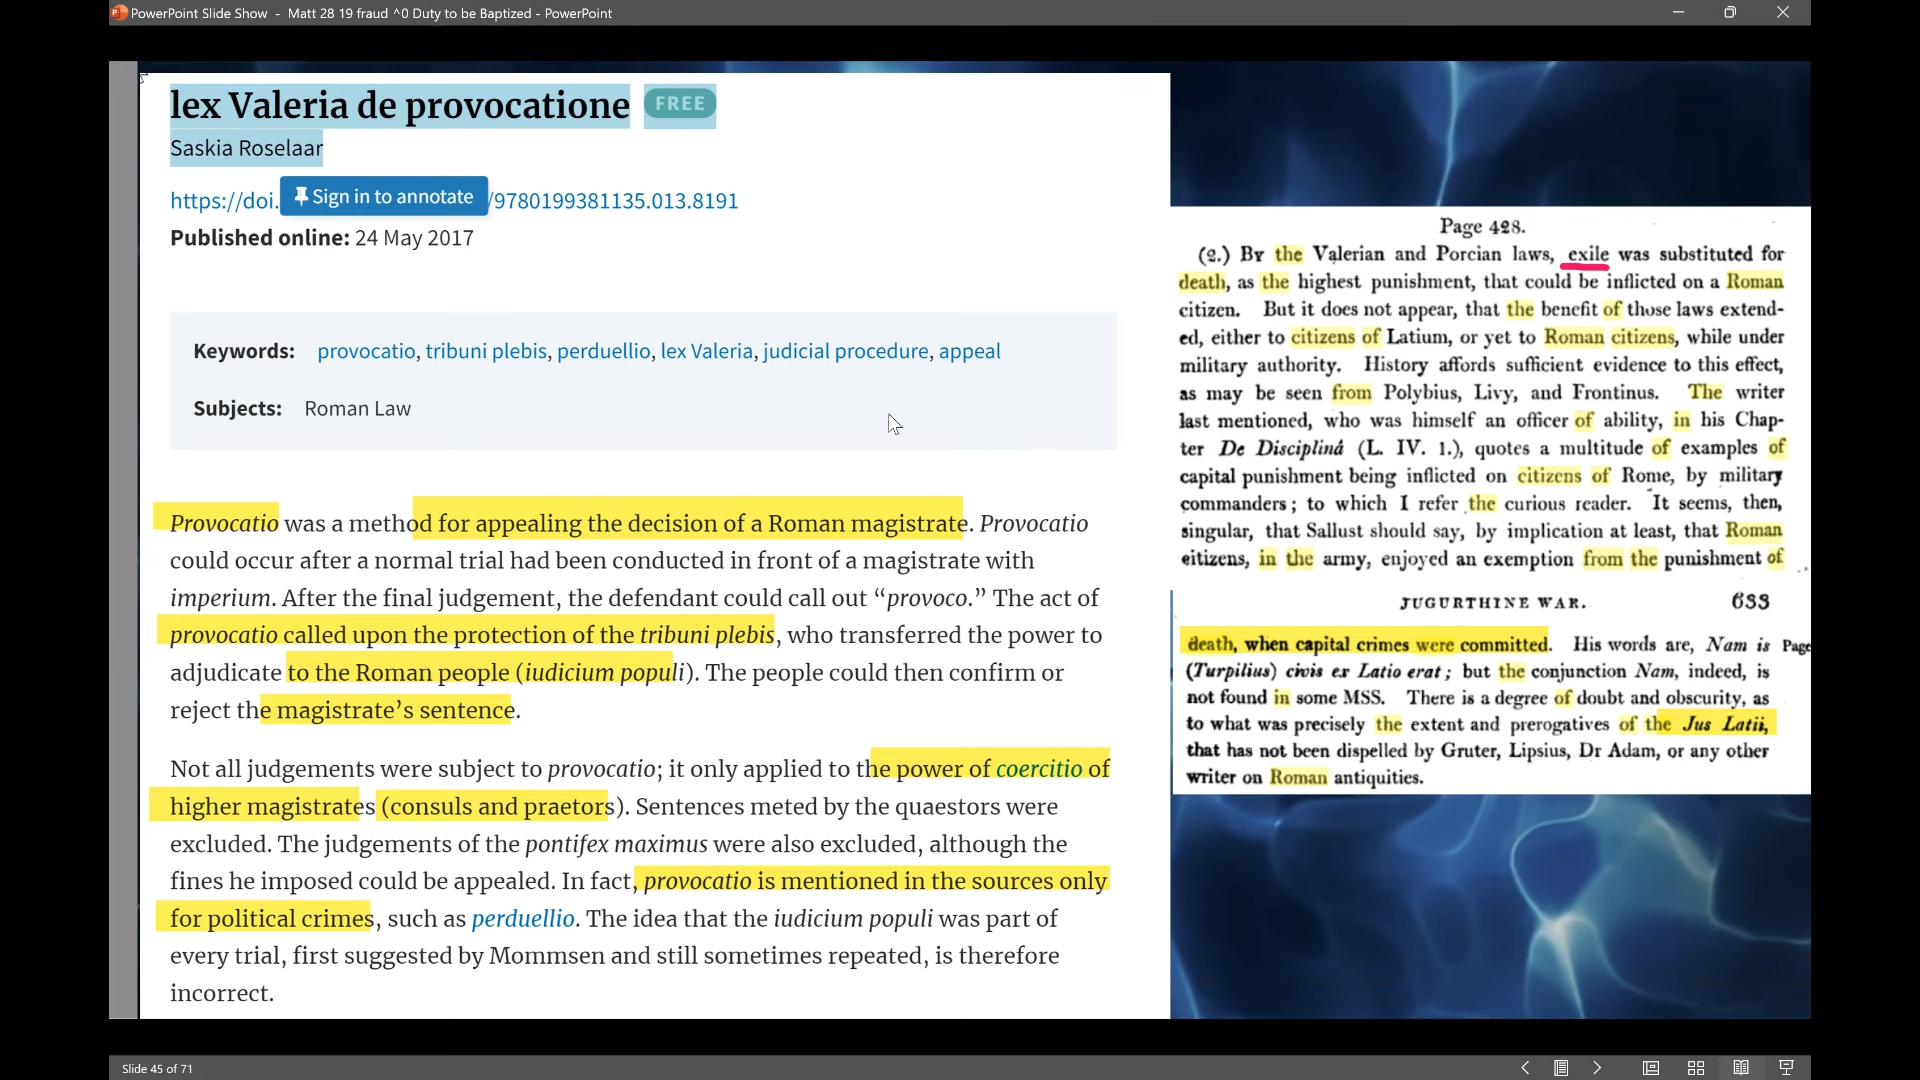 PowerPoint Slide Show - Matt 28 19 fraud ^0 Duty to be Baptized - PowerPoint
lex Valeria de provocatione FREE
Saskia Roselaar
https://doi. Sign in to annotate /9780199381135.013.8191
Published online: 24 May 2017
Keywords: provocatio, tribuni plebis, perduellio, lex Valeria, judicial procedure, appeal
Subjects: Roman Law
Provocatio was a method for appealing the decision of a Roman magistrate. Provocatio
could occur after a normal trial had been conducted in front of a magistrate with
imperium. After the final judgement, the defendant could call out “provoco.” The act of
provocatio called upon the protection of the tribuni plebis, who transferred the power to
adjudicate to the Roman people (iudicium populi). The people could then confirm or
reject the magistrate’s sentence.
Not all judgements were subject to provocatio; it only applied to the power of coercitio of
higher magistrates (consuls and praetors). Sentences meted by the quaestors were
excluded. The judgements of the pontifex maximus were also excluded, although the
fines he imposed could be appealed. In fact, provocatio is mentioned in the sources only
for political crimes, such as perduellio. The idea that the iudicium populi was part of
every trial, first suggested by Mommsen and still sometimes repeated, is therefore
incorrect.
Page 428.
(2.) By the Valerian and Porcian laws, exile was substituted for
death, as the highest punishment, that could be inflicted on a Roman
citizen. But it does not appear, that the benefit of those laws extend-
ed, either to citizens of Latium, or yet to Roman citizens, while under
military authority. History affords sufficient evidence to this effect,
as may be seen from Polybius, Livy, and Frontinus. The writer
last mentioned, who was himself an officer of ability, in his Chap-
ter De Disciplinâ (L. IV. 1.), quotes a multitude of examples of
capital punishment being inflicted on citizens of Rome, by military
commanders; to which I refer the curious reader. It seems, then,
singular, that Sallust should say, by implication at least, that Roman
citizens, in the army, enjoyed an exemption from the punishment of
JUGURTHINE WAR. 633
death, when capital crimes were committed. His words are, Nam is Page
(Turpilius) civis ex Latio erat; but the conjunction Nam, indeed, is
not found in some MSS. There is a degree of doubt and obscurity, as
to what was precisely the extent and prerogatives of the Jus Latii,
that has not been dispelled by Gruter, Lipsius, Dr Adam, or any other
writer on Roman antiquities.
Slide 45 of 71